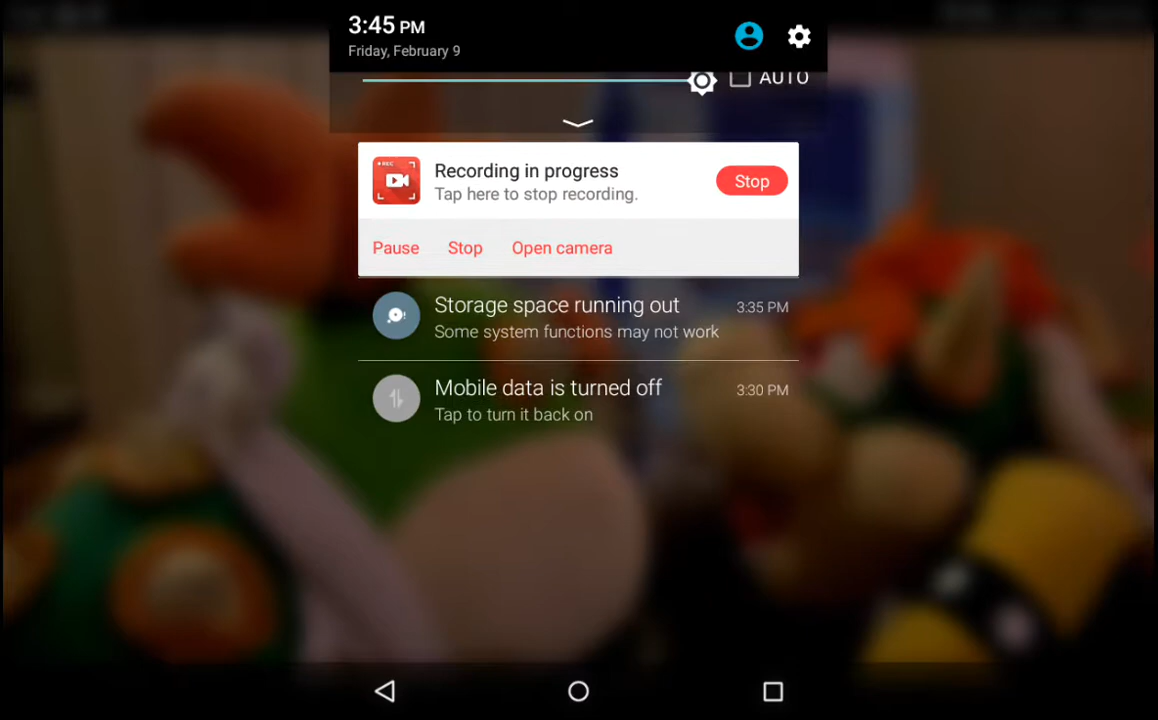 3:45 PM
Friday, February 9
AUTO
Recording in progress
Tap here to stop recording.
Stop
Pause Stop Open camera
Storage space running out 3:35 PM
Some system functions may not work
Mobile data is turned off 3:30 PM
Tap to turn it back on